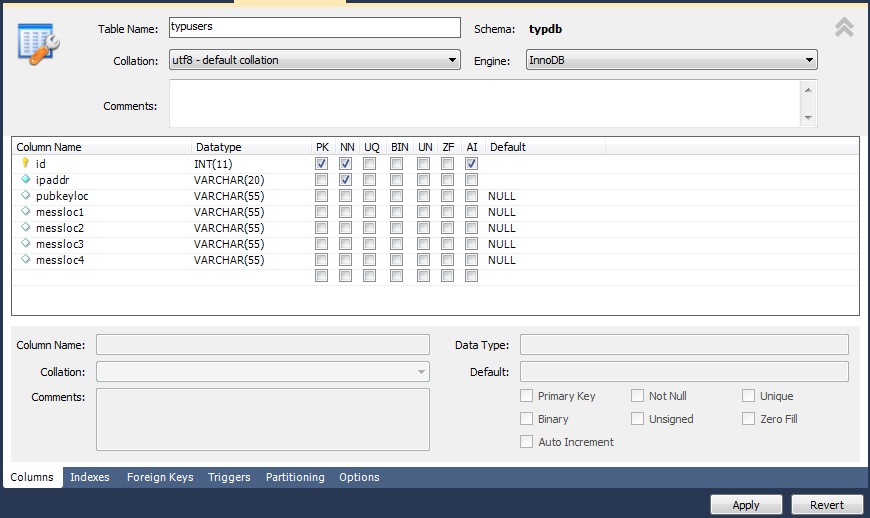 Table Name: typusers Schema: typdb
Collation: utf8 - default collation Engine: InnoDB
Comments:
Column Name Datatype PK NN UQ BIN UN ZF AI Default
id INT(11)
ipaddr VARCHAR(20)
pubkeyloc VARCHAR(55) NULL
messloc1 VARCHAR(55) NULL
messloc2 VARCHAR(55) NULL
messloc3 VARCHAR(55) NULL
messloc4 VARCHAR(55) NULL
Column Name: Data Type:
Collation: Default:
Comments: Primary Key Not Null Unique
Binary Unsigned Zero Fill
Auto Increment
Columns Indexes Foreign Keys Triggers Partitioning Options
Apply Revert